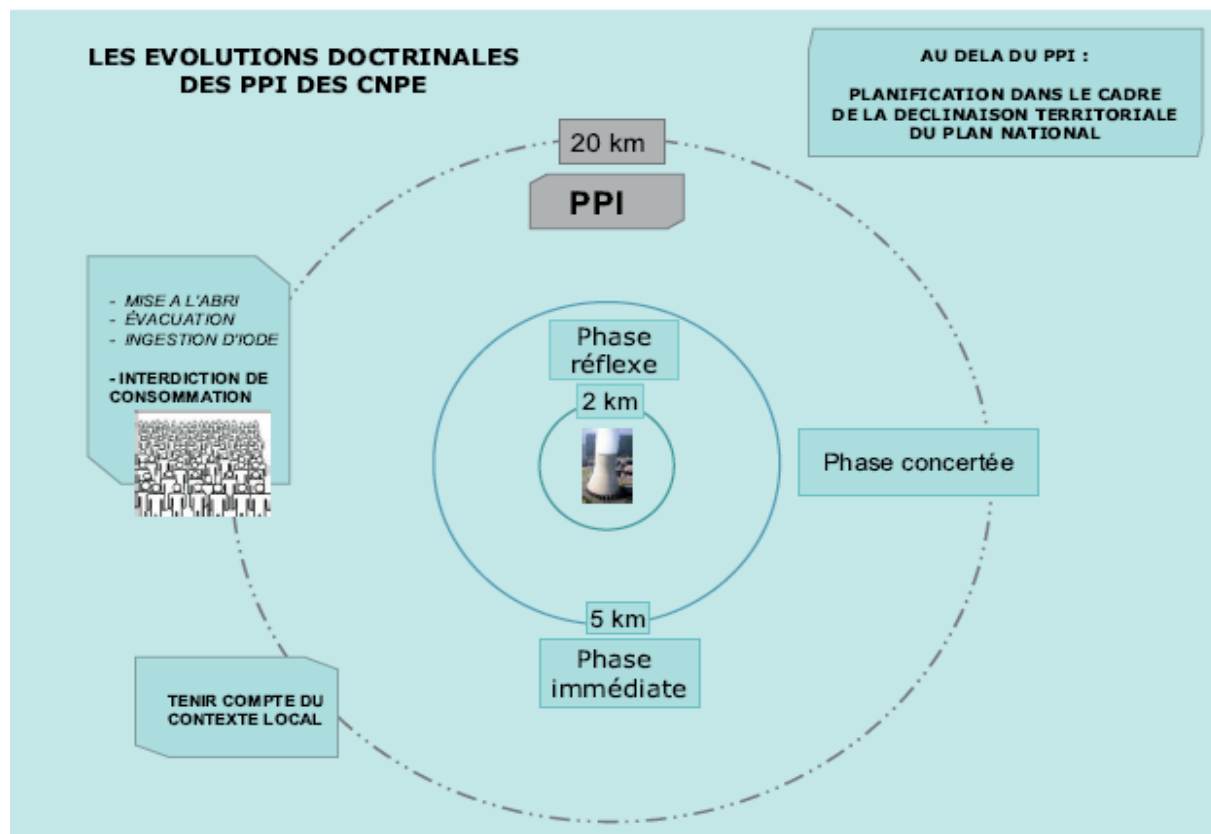 LES EVOLUTIONS DOCTRINALES
DES PPI DES CNPE
AU DELA DU PPI :
PLANIFICATION DANS LE CADRE
DE LA DECLINAISON TERRITORIALE
DU PLAN NATIONAL
20 km
PPI
- MISE A L'ABRI
- ÉVACUATION
- INGESTION D'IODE
- INTERDICTION DE
CONSOMMATION
Phase
réflexe
2 km
Phase concertée
5 km
Phase
immédiate
TENIR COMPTE DU
CONTEXTE LOCAL